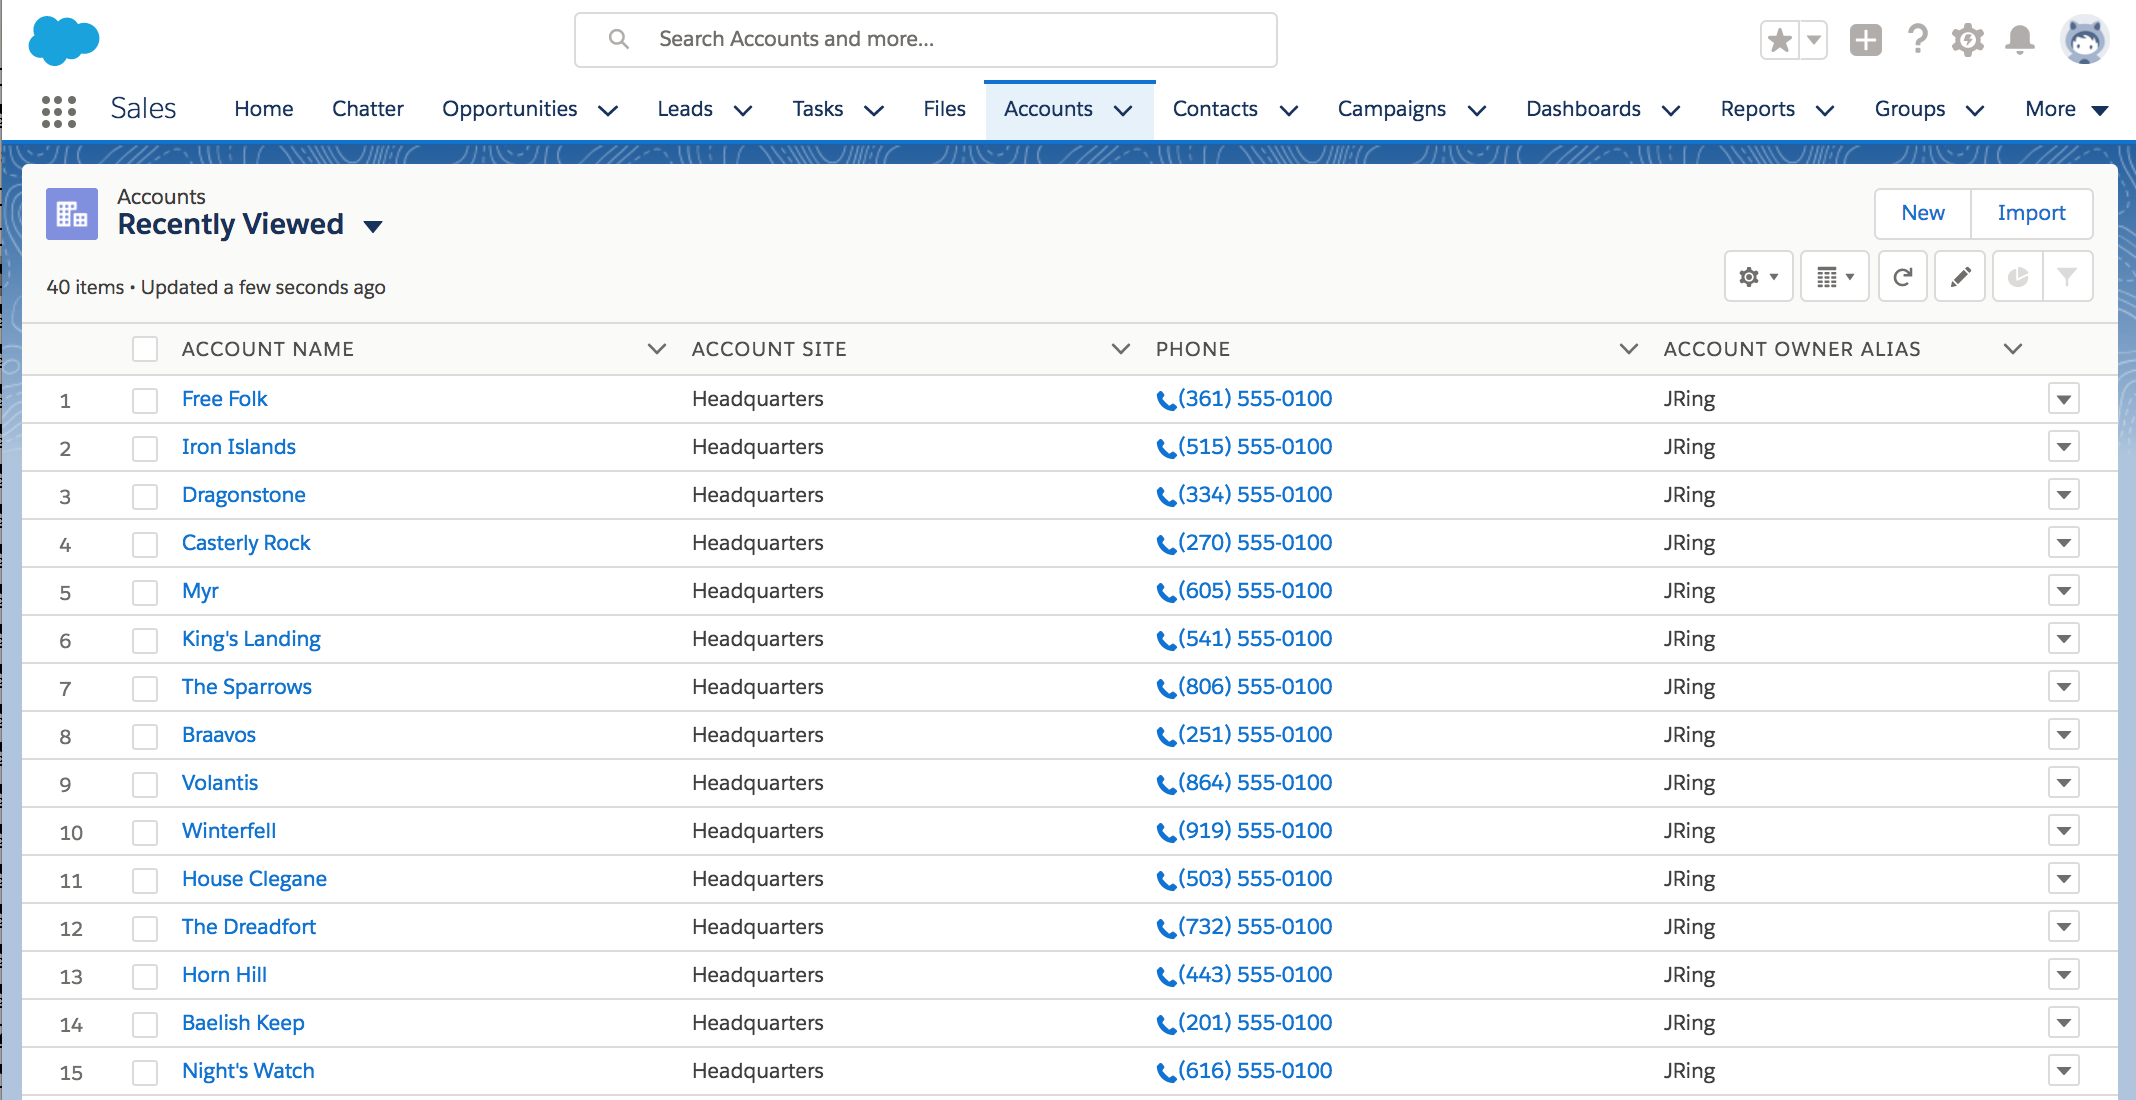 Search Accounts and more...
Sales Home Chatter Opportunities Leads Tasks Files Accounts Contacts Campaigns Dashboards Reports Groups More
Accounts
Recently Viewed
New Import
40 items • Updated a few seconds ago
ACCOUNT NAME ACCOUNT SITE PHONE ACCOUNT OWNER ALIAS
1 Free Folk Headquarters (361) 555-0100 JRing
2 Iron Islands Headquarters (515) 555-0100 JRing
3 Dragonstone Headquarters (334) 555-0100 JRing
4 Casterly Rock Headquarters (270) 555-0100 JRing
5 Myr Headquarters (605) 555-0100 JRing
6 King's Landing Headquarters (541) 555-0100 JRing
7 The Sparrows Headquarters (806) 555-0100 JRing
8 Braavos Headquarters (251) 555-0100 JRing
9 Volantis Headquarters (864) 555-0100 JRing
10 Winterfell Headquarters (919) 555-0100 JRing
11 House Clegane Headquarters (503) 555-0100 JRing
12 The Dreadfort Headquarters (732) 555-0100 JRing
13 Horn Hill Headquarters (443) 555-0100 JRing
14 Baelish Keep Headquarters (201) 555-0100 JRing
15 Night's Watch Headquarters (616) 555-0100 JRing